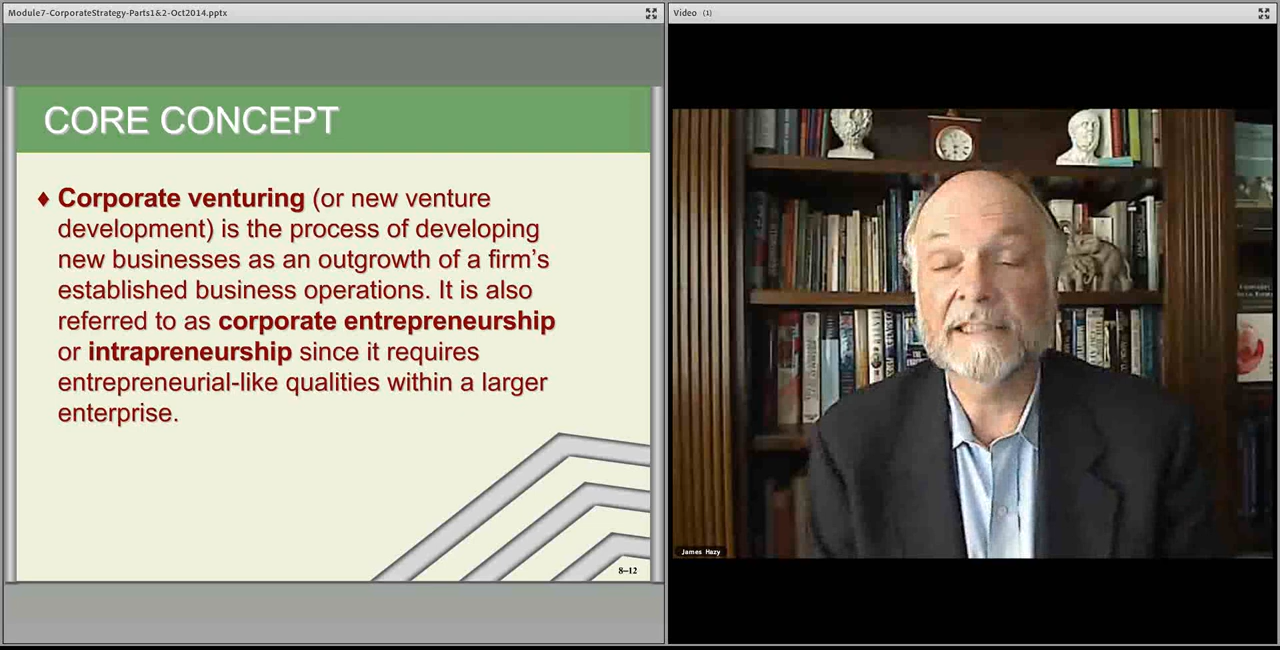 Module7-CorporateStrategy-Parts1&2-Oct2014.pptx
Video (1)
CORE CONCEPT
♦ Corporate venturing (or new venture
development) is the process of developing
new businesses as an outgrowth of a firm’s
established business operations. It is also
referred to as corporate entrepreneurship
or intrapreneurship since it requires
entrepreneurial-like qualities within a larger
enterprise.
8–12
James Hazy